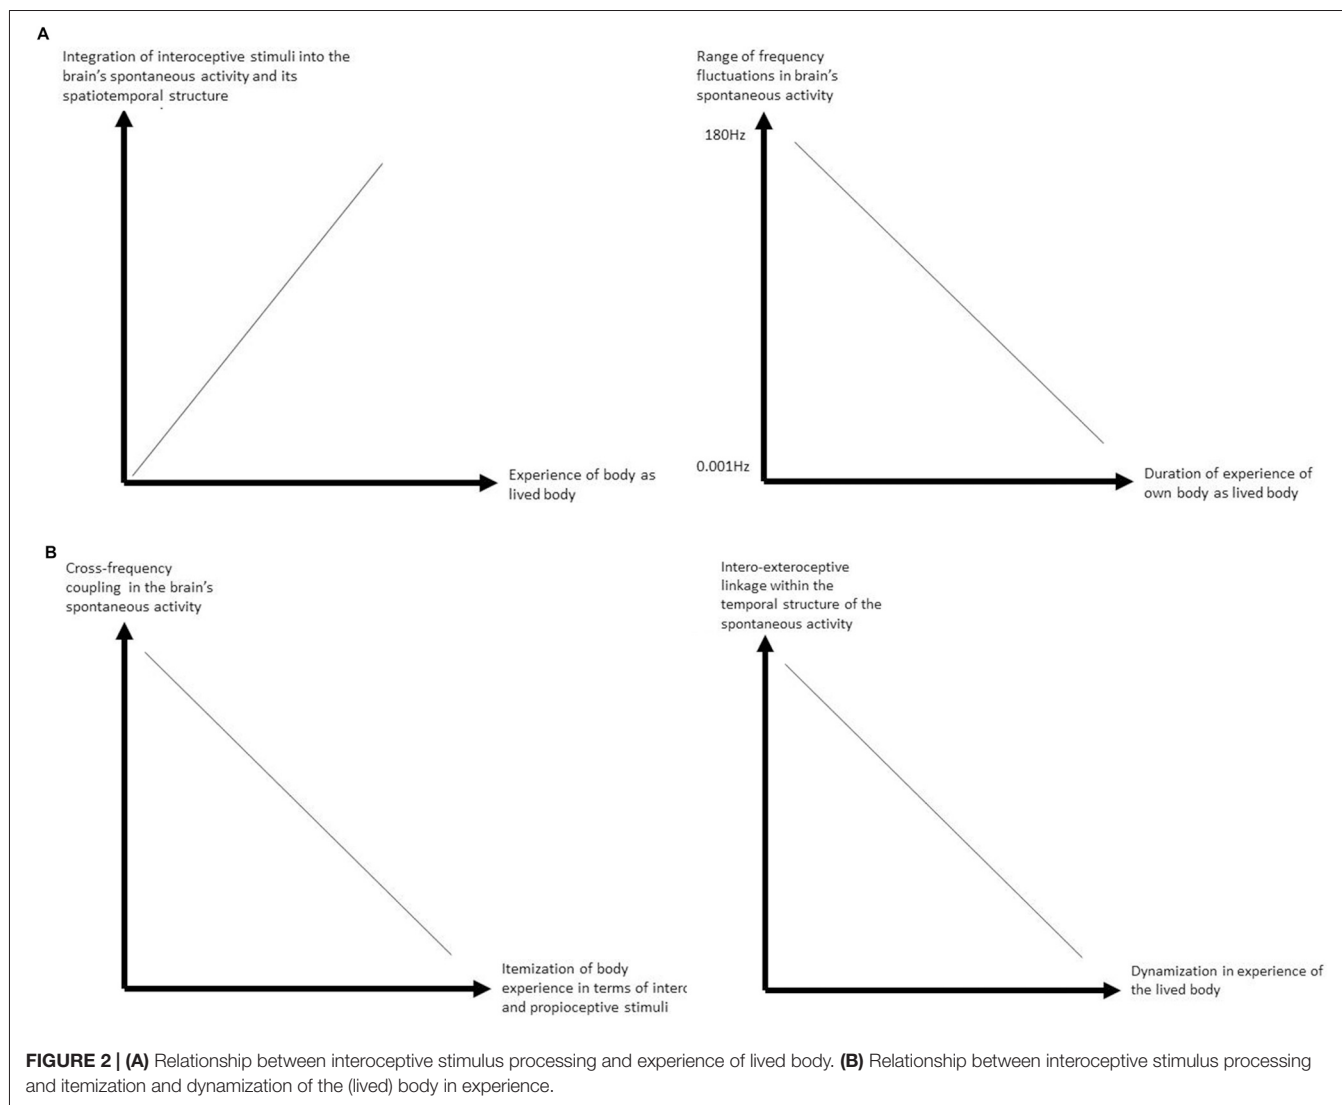 A
Integration of interoceptive stimuli into the
brain's spontaneous activity and its
spatiotemporal structure
Range of frequency
fluctuations in brain's
spontaneous activity
180Hz
0.001Hz
Experience of body as
lived body
Duration of experience of
own body as lived body
B
Cross-frequency
coupling in the brain's
spontaneous activity
Intero-exteroceptive
linkage within the
temporal structure of the
spontaneous activity
Itemization of body
experience in terms of interc
and propioceptive stimuli
Dynamization in experience of
the lived body
FIGURE 2 | (A) Relationship between interoceptive stimulus processing and experience of lived body. (B) Relationship between interoceptive stimulus processing
and itemization and dynamization of the (lived) body in experience.